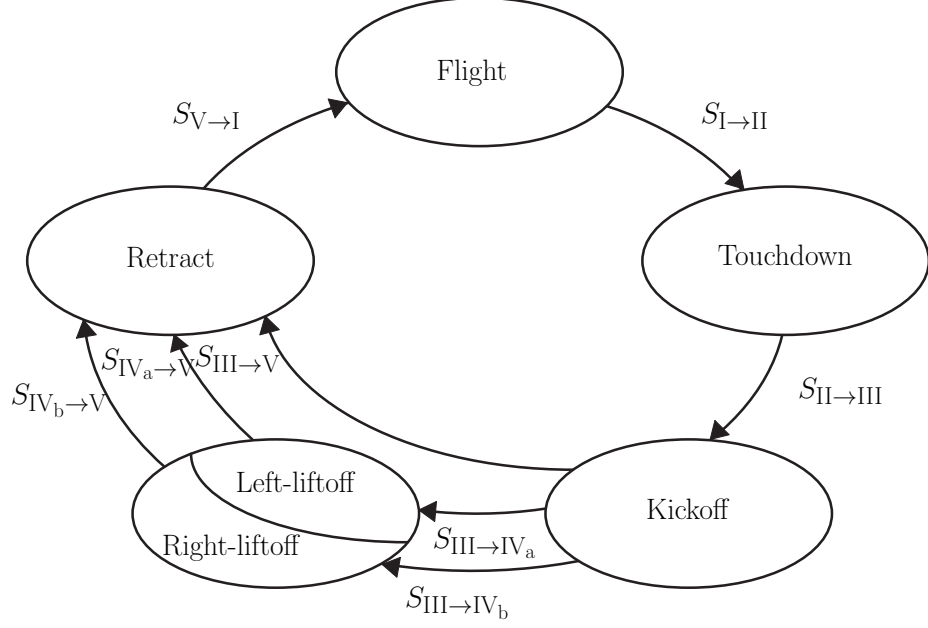 Flight
S_{V→I}
S_{I→II}
Retract
Touchdown
S_{IV_a→V}
S_{III→V}
S_{IV_b→V}
S_{II→III}
Left-liftoff
Kickoff
Right-liftoff
S_{III→IV_a}
S_{III→IV_b}